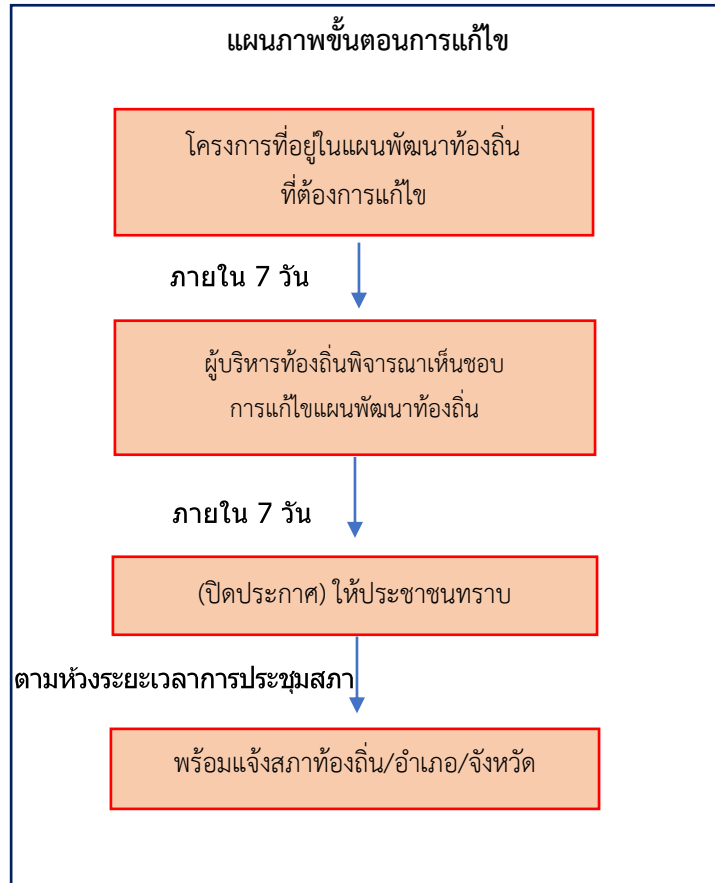 แผนภาพขั้นตอนการแก้ไข
โครงการที่อยู่ในแผนพัฒนาท้องถิ่น
ที่ต้องการแก้ไข
ภายใน 7 วัน
ผู้บริหารท้องถิ่นพิจารณาเห็นชอบ
การแก้ไขแผนพัฒนาท้องถิ่น
ภายใน 7 วัน
(ปิดประกาศ) ให้ประชาชนทราบ
ตามห้วงระยะเวลาการประชุมสภา
พร้อมแจ้งสภาท้องถิ่น/อำเภอ/จังหวัด